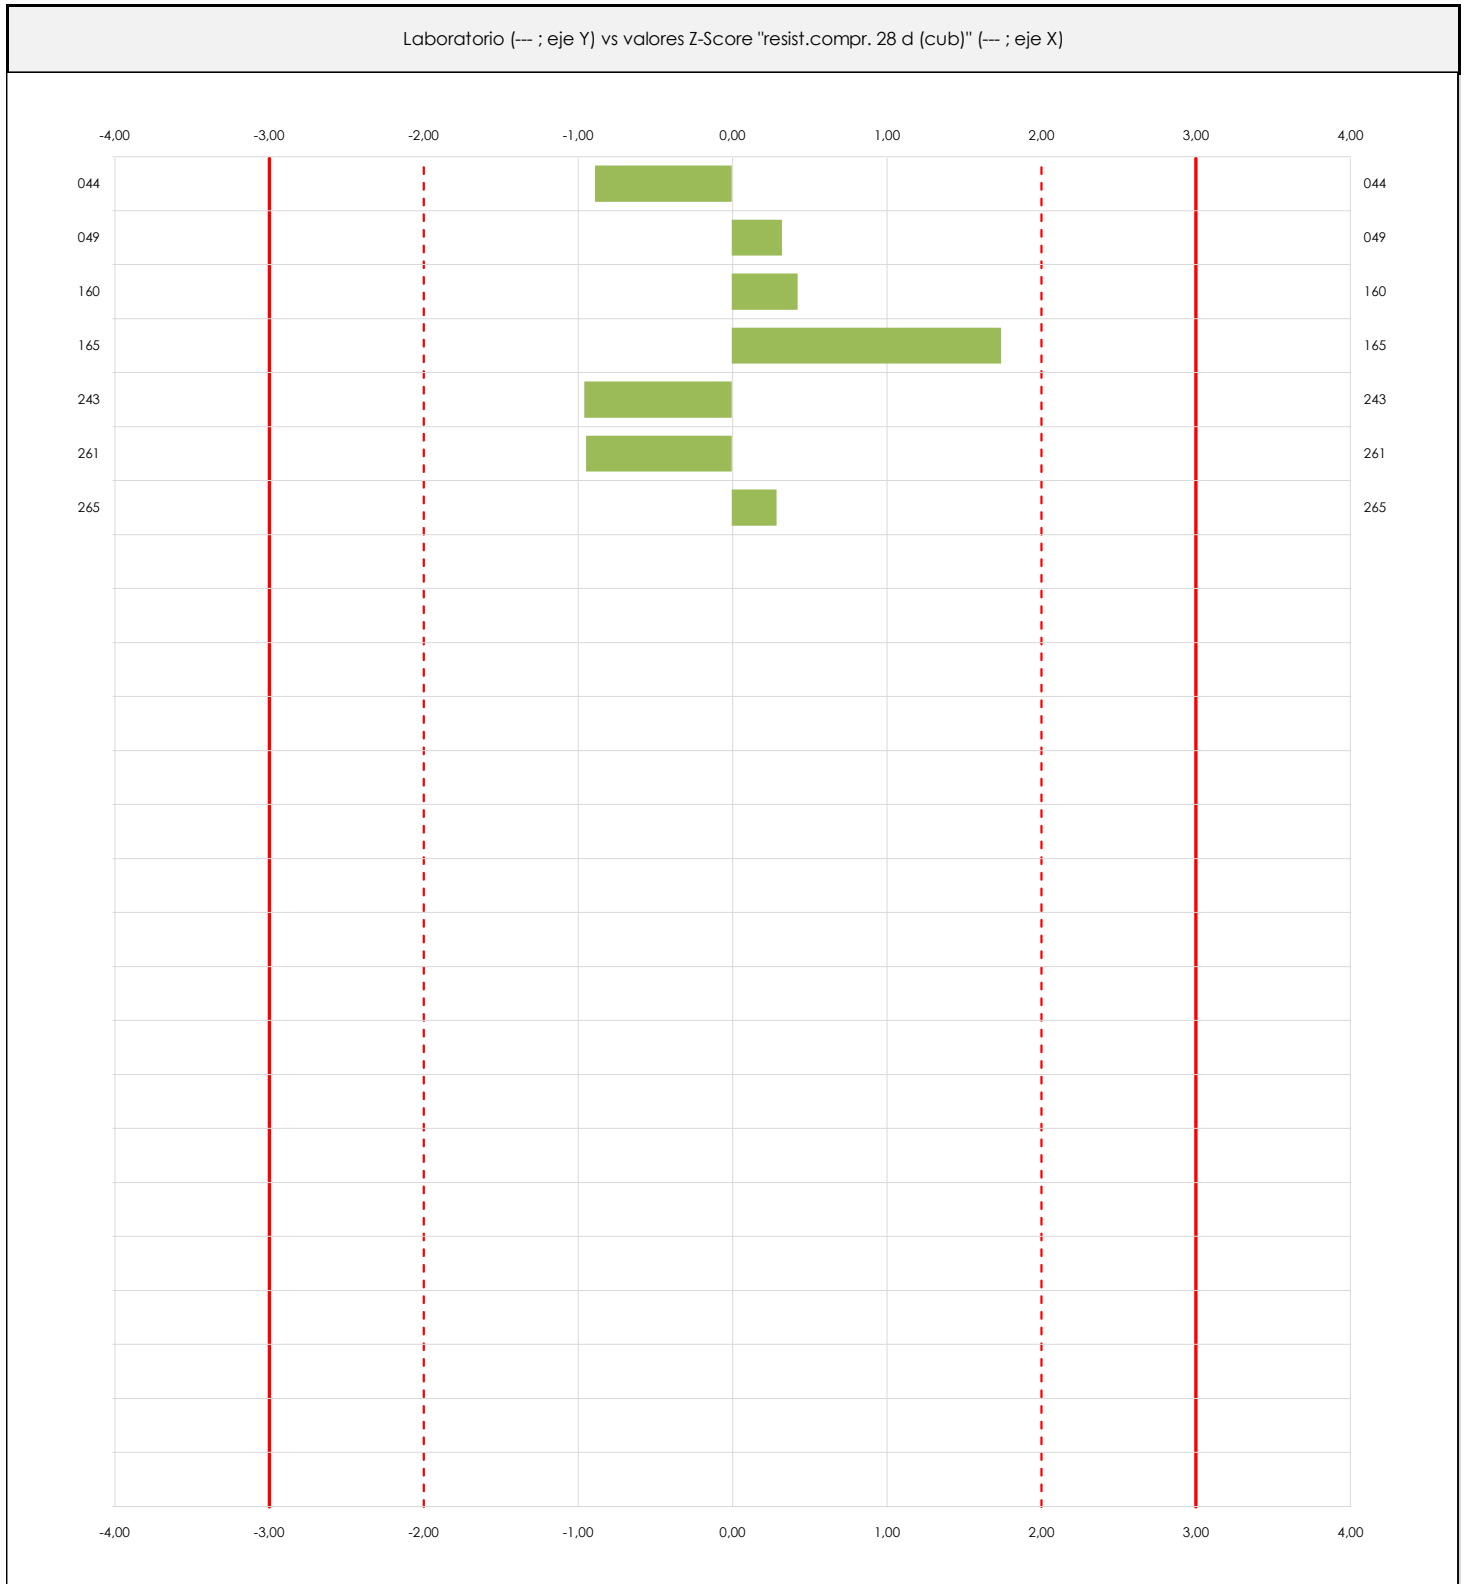 Laboratorio (--- ; eje Y) vs valores Z-Score "resist.compr. 28 d (cub)" (--- ; eje X)
-4,00 -3,00 -2,00 -1,00 0,00 1,00 2,00 3,00 4,00
044 044
049 049
160 160
165 165
243 243
261 261
265 265
-4,00 -3,00 -2,00 -1,00 0,00 1,00 2,00 3,00 4,00